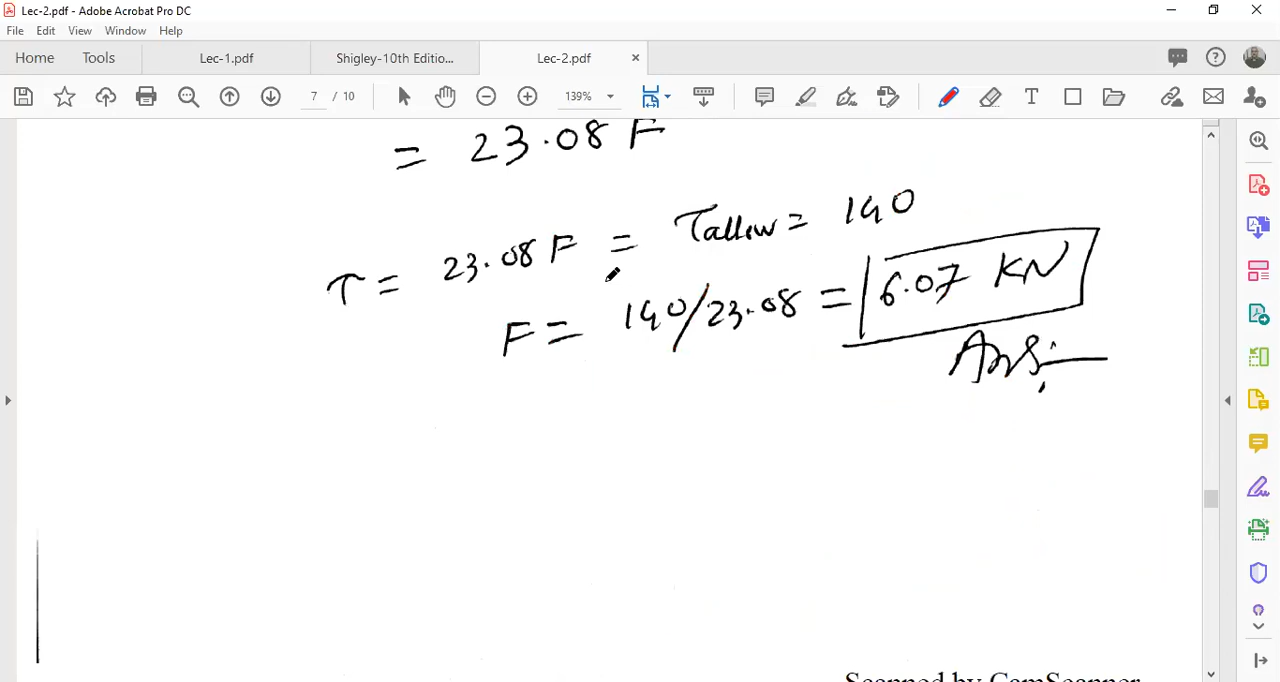 Lec-2.pdf - Adobe Acrobat Pro DC
File Edit View Window Help
Home Tools Lec-1.pdf Shigley-10th Editio... Lec-2.pdf
7 / 10 139%
= 23.08 F
τ = 23.08 F = τallow = 140
F = 140/23.08 = 6.07 KN
Ans:
Scanned by CamScanner